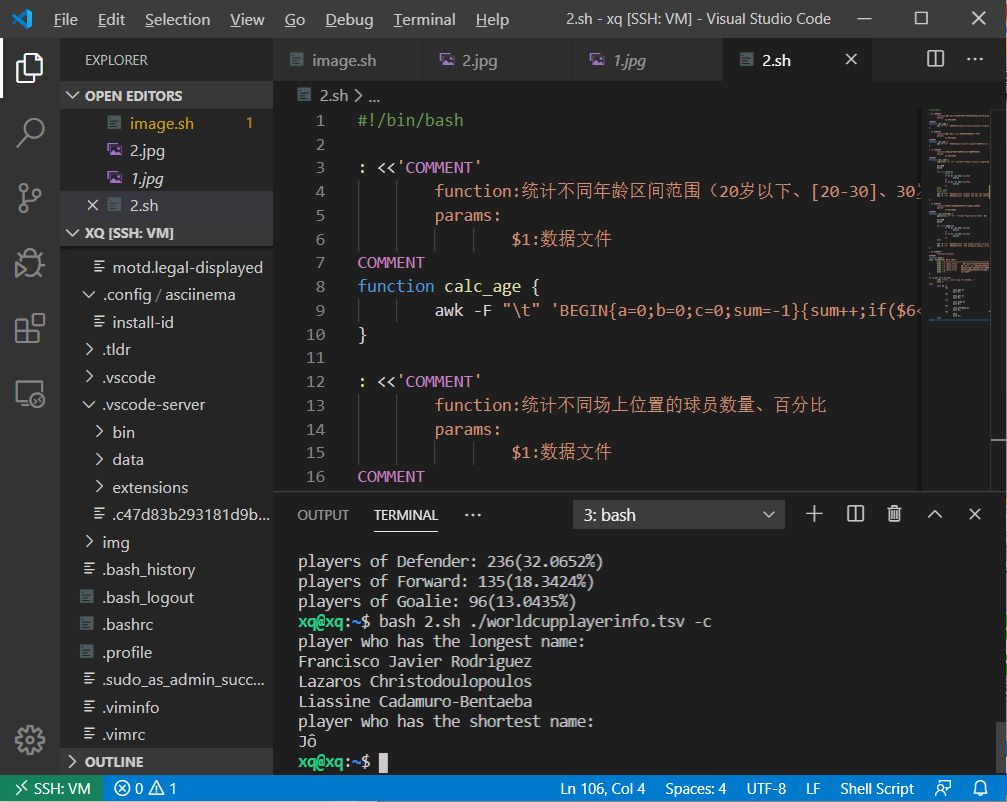 File Edit Selection View Go Debug Terminal Help 2.sh - xq [SSH: VM] - Visual Studio Code
EXPLORER
image.sh 2.jpg 1.jpg 2.sh
OPEN EDITORS
image.sh 1
2.jpg
1.jpg
2.sh
XQ [SSH: VM]
motd.legal-displayed
.config / asciinema
install-id
.tldr
.vscode
.vscode-server
bin
data
extensions
.c47d83b293181d9b...
img
.bash_history
.bash_logout
.bashrc
.profile
.sudo_as_admin_succ...
.viminfo
.vimrc
OUTLINE
2.sh > ...
1 #!/bin/bash
2
3 : <<'COMMENT'
4 function:统计不同年龄区间范围（20岁以下、[20-30]、30
5 params:
6 $1:数据文件
7 COMMENT
8 function calc_age {
9 awk -F "\t" 'BEGIN{a=0;b=0;c=0;sum=-1}{sum++;if($6<
10 }
11
12 : <<'COMMENT'
13 function:统计不同场上位置的球员数量、百分比
14 params:
15 $1:数据文件
16 COMMENT
OUTPUT TERMINAL ... 3: bash
players of Defender: 236(32.0652%)
players of Forward: 135(18.3424%)
players of Goalie: 96(13.0435%)
xq@xq:~$ bash 2.sh ./worldcupplayerinfo.tsv -c
player who has the longest name:
Francisco Javier Rodriguez
Lazaros Christodoulopoulos
Liassine Cadamuro-Bentaeba
player who has the shortest name:
Jô
xq@xq:~$
SSH: VM 0 1 Ln 106, Col 4 Spaces: 4 UTF-8 LF Shell Script